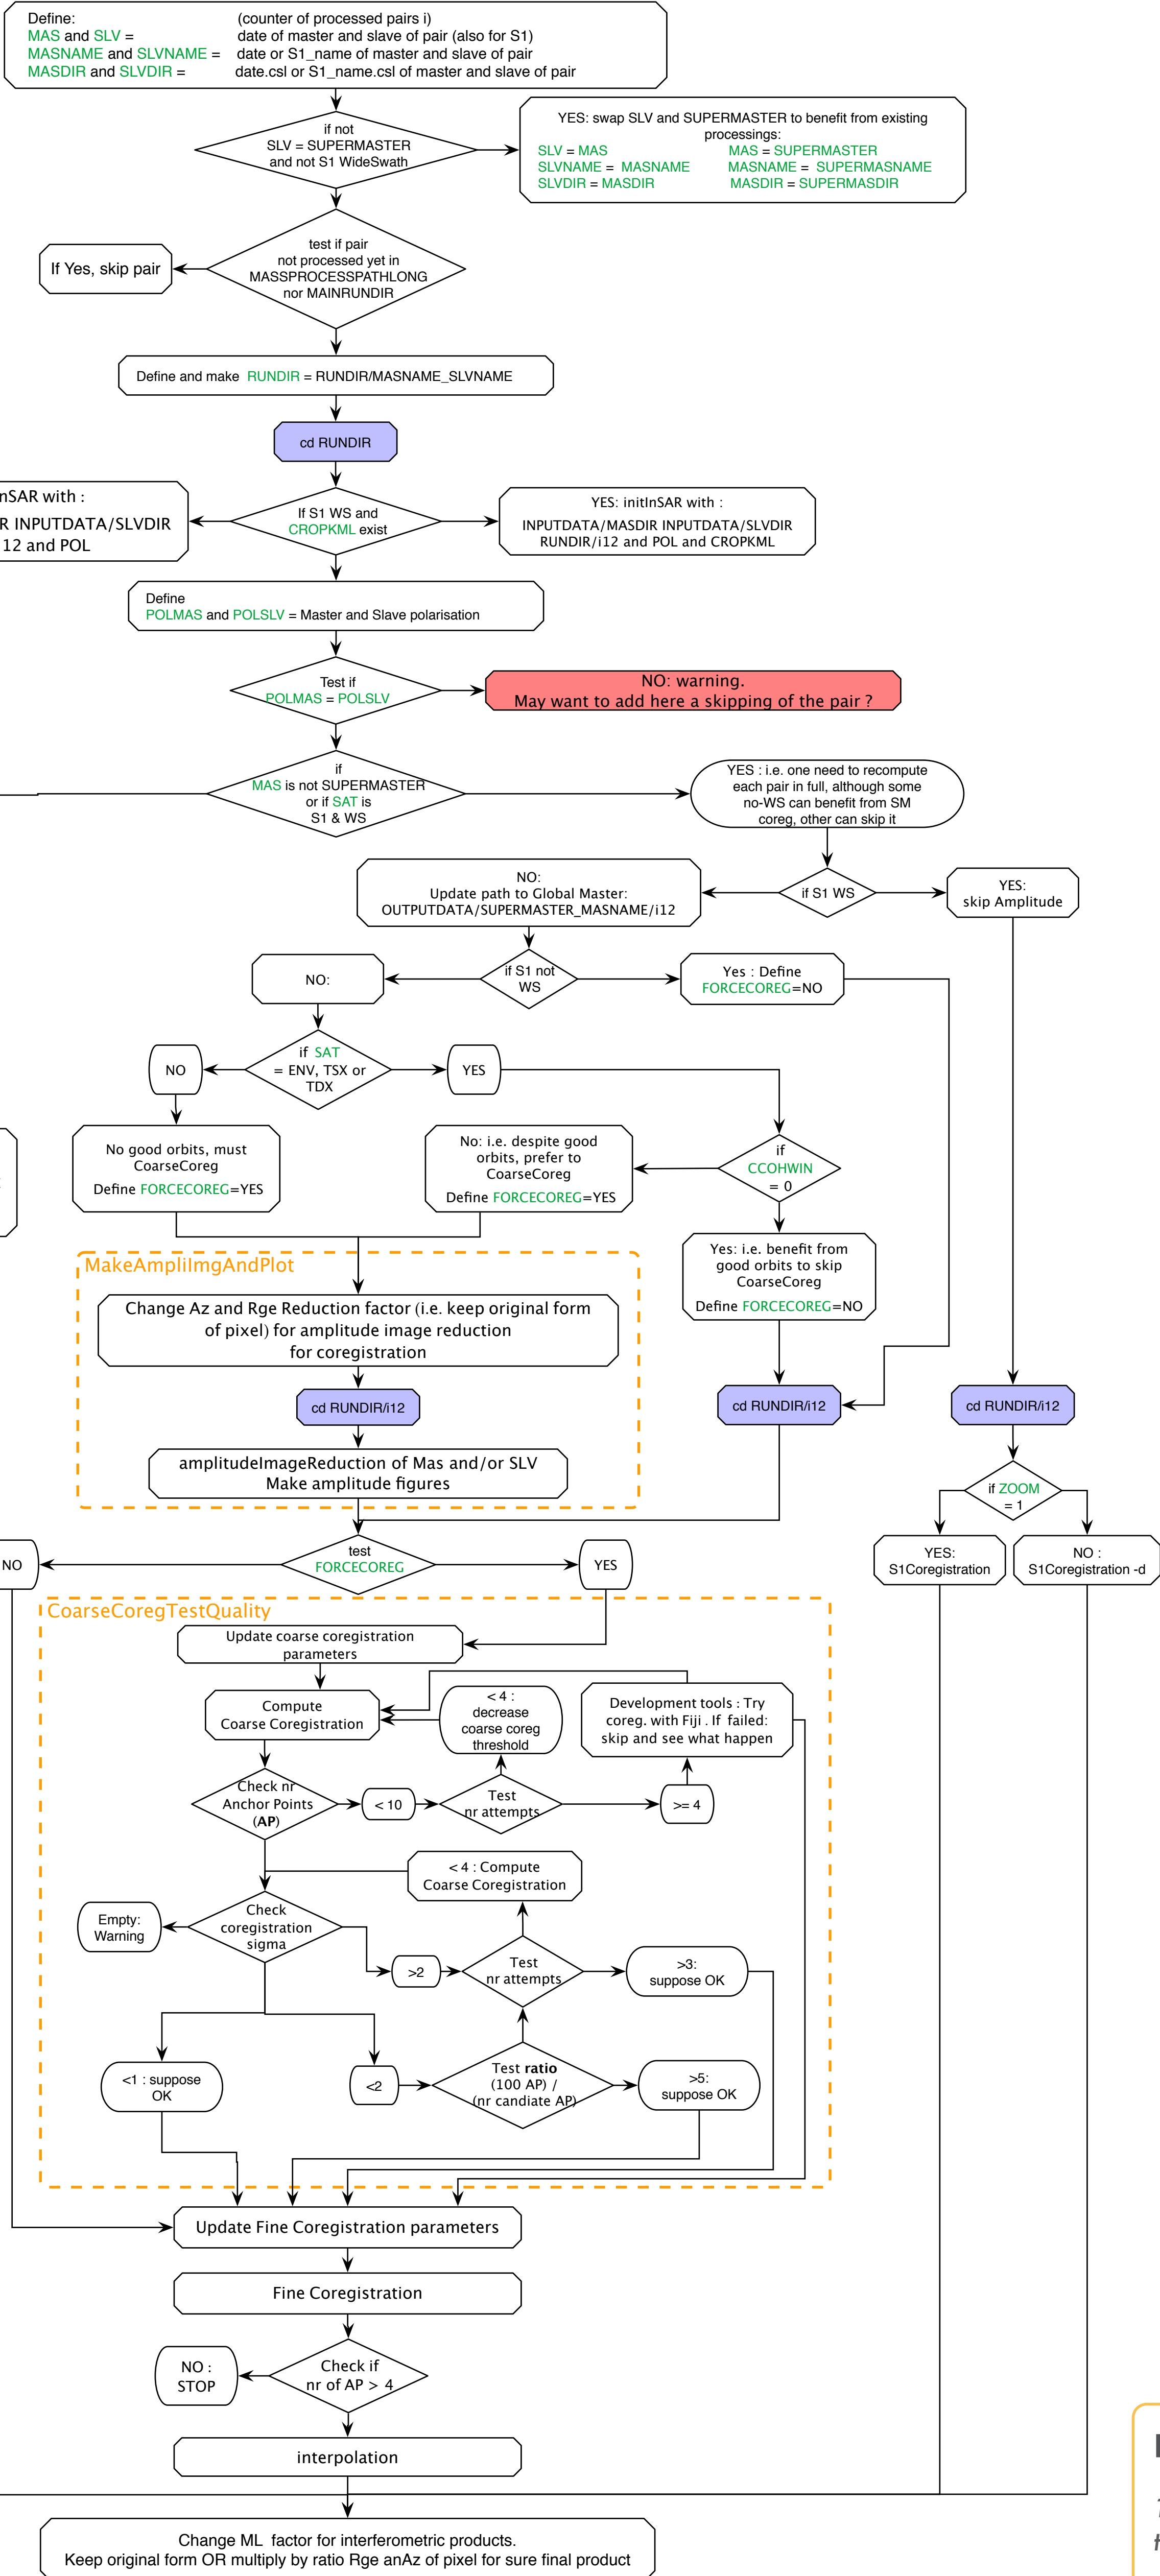 Define: (counter of processed pairs i)
MAS and SLV = date of master and slave of pair (also for S1)
MASNAME and SLVNAME = date or S1_name of master and slave of pair
MASDIR and SLVDIR = date.csl or S1_name.csl of master and slave of pair
if not
SLV = SUPERMASTER
and not S1 WideSwath
YES: swap SLV and SUPERMASTER to benefit from existing
processings:
SLV = MAS MAS = SUPERMASTER
SLVNAME = MASNAME MASNAME = SUPERMASNAME
SLVDIR = MASDIR MASDIR = SUPERMASDIR
test if pair
not processed yet in
MASSPROCESSPATHLONG
nor MAINRUNDIR
If Yes, skip pair
Define and make RUNDIR = RUNDIR/MASNAME_SLVNAME
cd RUNDIR
nSAR with :
R INPUTDATA/SLVDIR
12 and POL
If S1 WS and
CROPKML exist
YES: initInSAR with :
INPUTDATA/MASDIR INPUTDATA/SLVDIR
RUNDIR/i12 and POL and CROPKML
Define
POLMAS and POLSLV = Master and Slave polarisation
Test if
POLMAS = POLSLV
NO: warning.
May want to add here a skipping of the pair ?
if
MAS is not SUPERMASTER
or if SAT is
S1 & WS
YES : i.e. one need to recompute
each pair in full, although some
no-WS can benefit from SM
coreg, other can skip it
NO:
Update path to Global Master:
OUTPUTDATA/SUPERMASTER_MASNAME/i12
if S1 WS
YES:
skip Amplitude
NO:
if S1 not
WS
Yes : Define
FORCECOREG=NO
NO
if SAT
= ENV, TSX or
TDX
YES
No good orbits, must
CoarseCoreg
Define FORCECOREG=YES
No: i.e. despite good
orbits, prefer to
CoarseCoreg
Define FORCECOREG=YES
if
CCOHWIN
= 0
Yes: i.e. benefit from
good orbits to skip
CoarseCoreg
Define FORCECOREG=NO
MakeAmpliImgAndPlot
Change Az and Rge Reduction factor (i.e. keep original form
of pixel) for amplitude image reduction
for coregistration
cd RUNDIR/i12
cd RUNDIR/i12
cd RUNDIR/i12
amplitudeImageReduction of Mas and/or SLV
Make amplitude figures
if ZOOM
= 1
NO
test
FORCECOREG
YES
YES:
S1Coregistration
NO :
S1Coregistration -d
CoarseCoregTestQuality
Update coarse coregistration
parameters
Compute
Coarse Coregistration
< 4 :
decrease
coarse coreg
threshold
Development tools : Try
coreg. with Fiji . If failed:
skip and see what happen
Check nr
Anchor Points
(AP)
< 10
Test
nr attempts
>= 4
< 4 : Compute
Coarse Coregistration
Empty:
Warning
Check
coregistration
sigma
>2
Test
nr attempts
>3:
suppose OK
<1 : suppose
OK
<2
Test ratio
(100 AP) /
(nr candiate AP)
>5:
suppose OK
Update Fine Coregistration parameters
Fine Coregistration
NO :
STOP
Check if
nr of AP > 4
interpolation
Change ML factor for interferometric products.
Keep original form OR multiply by ratio Rge anAz of pixel for sure final product